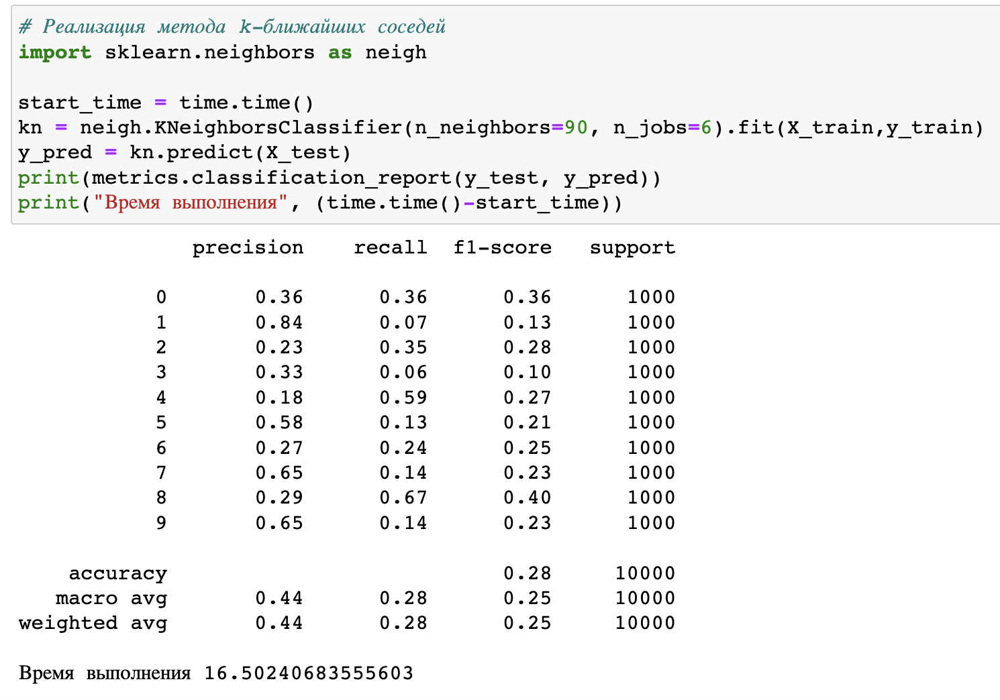 # Реализация метода k-ближайших соседей
import sklearn.neighbors as neigh
start_time = time.time()
kn = neigh.KNeighborsClassifier(n_neighbors=90, n_jobs=6).fit(X_train,y_train)
y_pred = kn.predict(X_test)
print(metrics.classification_report(y_test, y_pred))
print("Время выполнения", (time.time()-start_time))
precision recall f1-score support
0 0.36 0.36 0.36 1000
1 0.84 0.07 0.13 1000
2 0.23 0.35 0.28 1000
3 0.33 0.06 0.10 1000
4 0.18 0.59 0.27 1000
5 0.58 0.13 0.21 1000
6 0.27 0.24 0.25 1000
7 0.65 0.14 0.23 1000
8 0.29 0.67 0.40 1000
9 0.65 0.14 0.23 1000
accuracy 0.28 10000
macro avg 0.44 0.28 0.25 10000
weighted avg 0.44 0.28 0.25 10000
Время выполнения 16.50240683555603